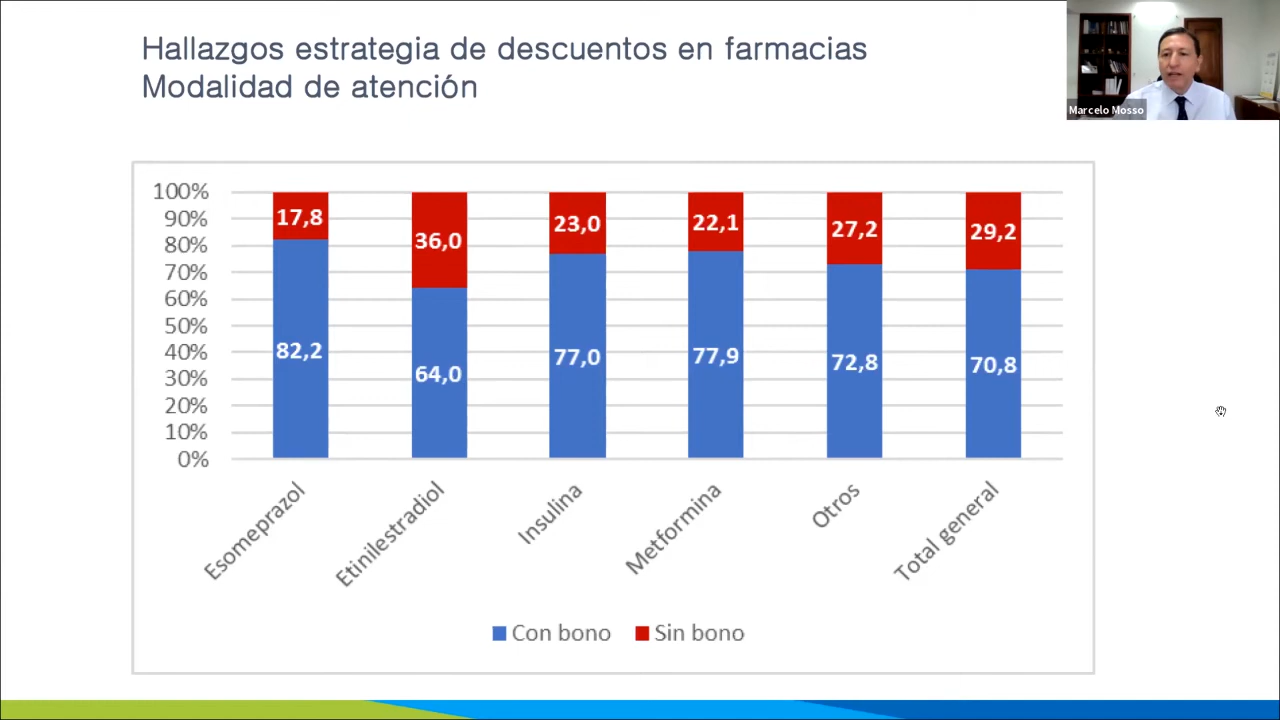 Hallazgos estrategia de descuentos en farmacias
Modalidad de atención
Marcelo Mosso
100%
90%
80%
70%
60%
50%
40%
30%
20%
10%
0%
17,8
36,0
23,0
22,1
27,2
29,2
82,2
64,0
77,0
77,9
72,8
70,8
Esomeprazol
Etinilestradiol
Insulina
Metformina
Otros
Total general
Con bono
Sin bono